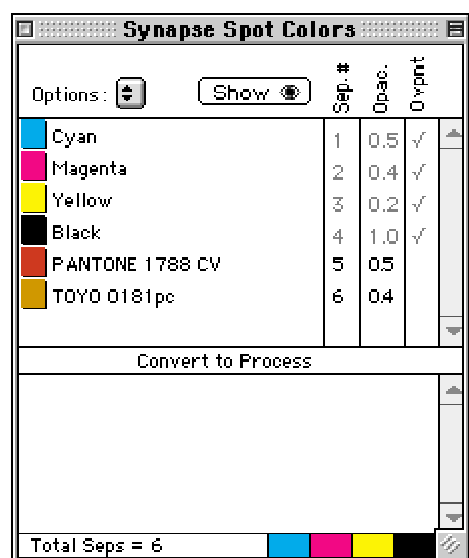 Synapse Spot Colors
Options: Show Sep.# Opac. Ovpnt
Cyan 1 0.5 √
Magenta 2 0.4 √
Yellow 3 0.2 √
Black 4 1.0 √
PANTONE 1788 CV 5 0.5
TOYO 0181pc 6 0.4
Convert to Process
Total Seps = 6